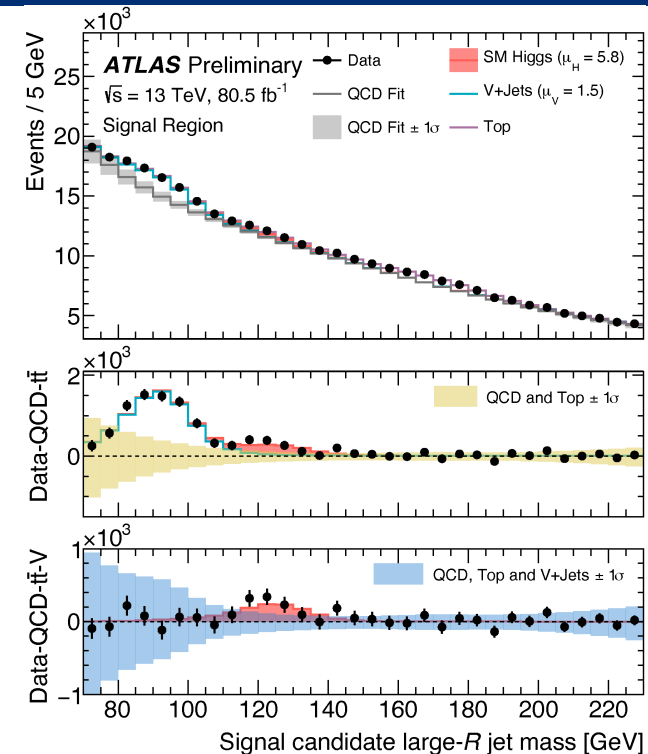 ×10³
Events / 5 GeV
25
20
15
10
5
ATLAS Preliminary
√s = 13 TeV, 80.5 fb⁻¹
Signal Region
Data
QCD Fit
QCD Fit ± 1σ
SM Higgs (μH = 5.8)
V+Jets (μV = 1.5)
Top
×10³
Data-QCD-tt̄
2
0
QCD and Top ± 1σ
×10³
Data-QCD-tt̄-V
1
0
−1
QCD, Top and V+Jets ± 1σ
80 100 120 140 160 180 200 220
Signal candidate large-R jet mass [GeV]